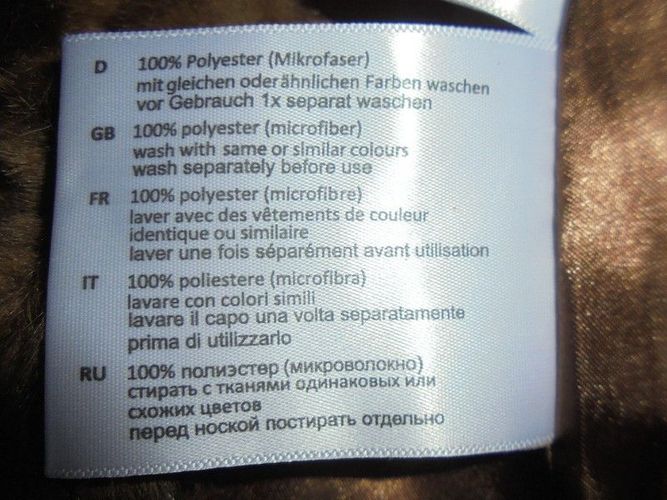 D 100% Polyester (Mikrofaser)
mit gleichen oder ähnlichen Farben waschen
vor Gebrauch 1x separat waschen
GB 100% polyester (microfiber)
wash with same or similar colours
wash separately before use
FR 100% polyester (microfibre)
laver avec des vêtements de couleur
identique ou similaire
laver une fois séparément avant utilisation
IT 100% poliestere (microfibra)
lavare con colori simili
lavare il capo una volta separatamente
prima di utilizzarlo
RU 100% полиэстер (микроволокно)
стирать с тканями одинаковых или
схожих цветов
перед ноской постирать отдельно